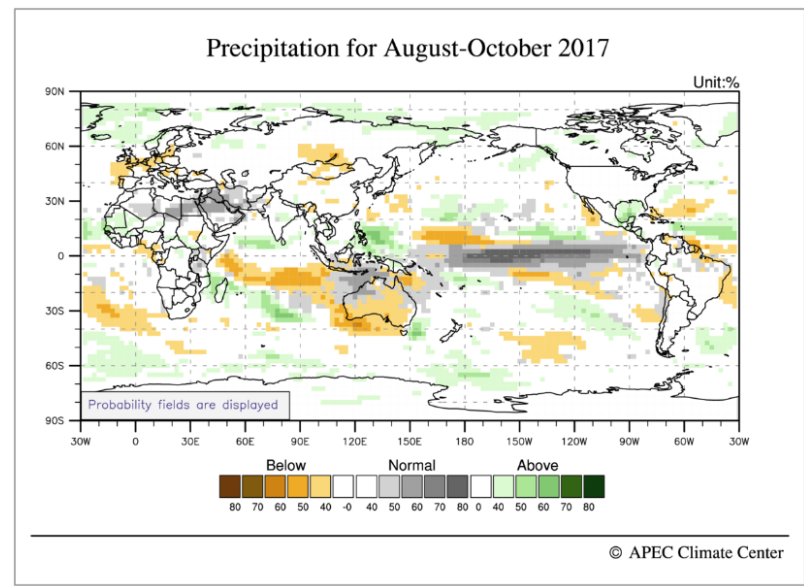 Precipitation for August-October 2017
Unit:%
90N
60N
30N
0
30S
60S
90S
Probability fields are displayed
30W 0 30E 60E 90E 120E 150E 180 150W 120W 90W 60W 30W
Below Normal Above
80 70 60 50 40 -0 40 50 60 70 80 0 40 50 60 70 80
© APEC Climate Center